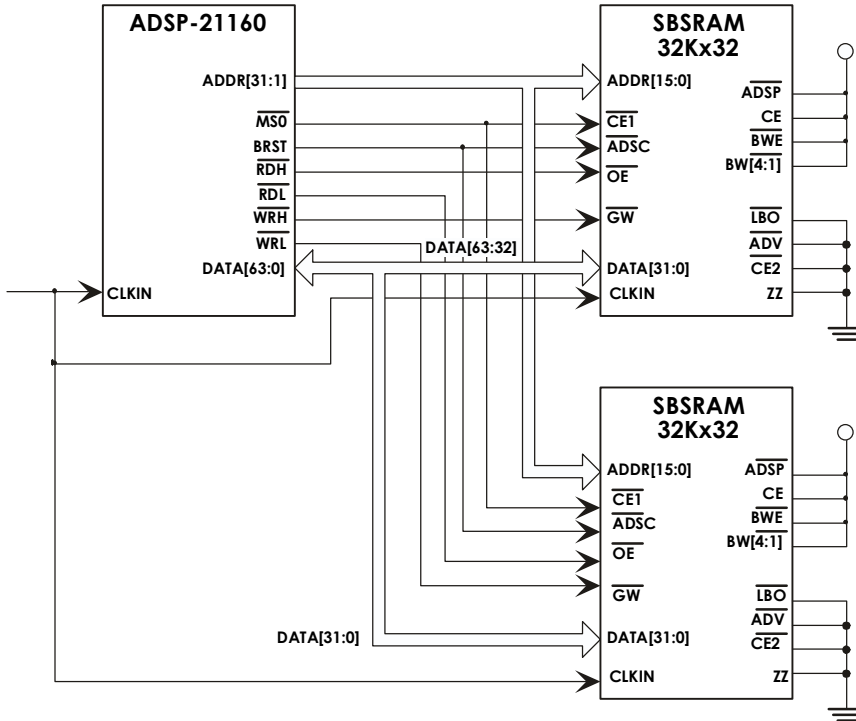 ADSP-21160
ADDR[31:1]
MS0
BRST
RDH
RDL
WRH
WRL
DATA[63:0]
CLKIN
DATA[63:32]
SBSRAM
32Kx32
ADDR[15:0]
CE1
ADSC
OE
GW
DATA[31:0]
CLKIN
ADSP
CE
BWE
BW[4:1]
LBO
ADV
CE2
ZZ
SBSRAM
32Kx32
ADDR[15:0]
CE1
ADSC
OE
GW
DATA[31:0]
CLKIN
ADSP
CE
BWE
BW[4:1]
LBO
ADV
CE2
ZZ
DATA[31:0]